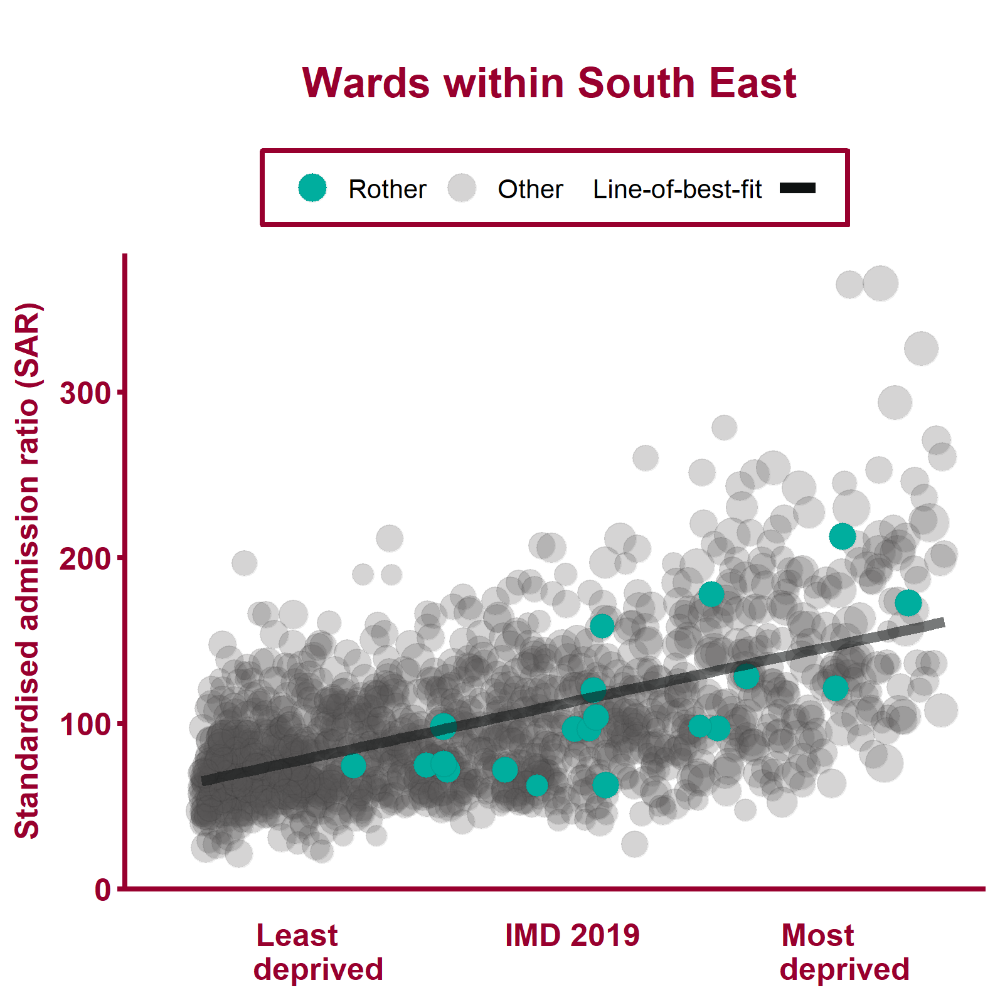 Wards within South East
Rother Other Line-of-best-fit
Standardised admission ratio (SAR)
300
200
100
0
Least deprived
IMD 2019
Most deprived